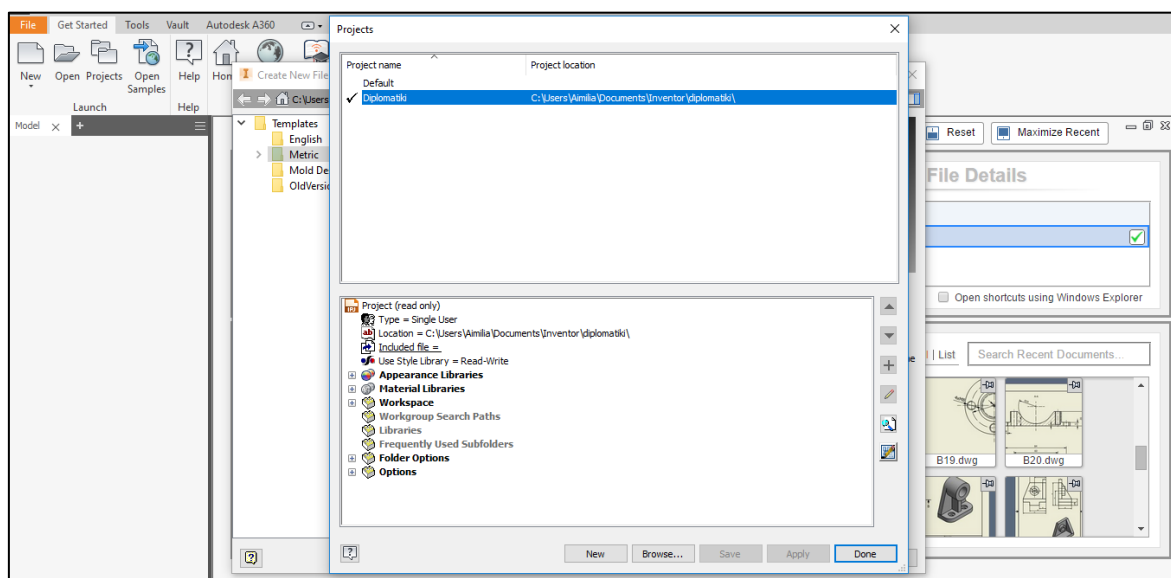 File Get Started Tools Vault Autodesk A360
New Open Projects Open Samples Help
Launch Help
Model
Create New File
C:\Users
Templates
English
Metric
OldVersi
Projects
Project name Project location
Default
Diplomatiki C:\Users\Aimilia\Documents\Inventor\diplomatiki\
Project (read only)
Type = Single User
Location = C:\Users\Aimilia\Documents\Inventor\diplomatiki\
Included file =
Use Style Library = Read-Write
Appearance Libraries
Material Libraries
Workspace
Workgroup Search Paths
Libraries
Frequently Used Subfolders
Folder Options
Options
New Browse... Save Apply Done
Reset Maximize Recent
File Details
Open shortcuts using Windows Explorer
| List Search Recent Documents...
B19.dwg B20.dwg